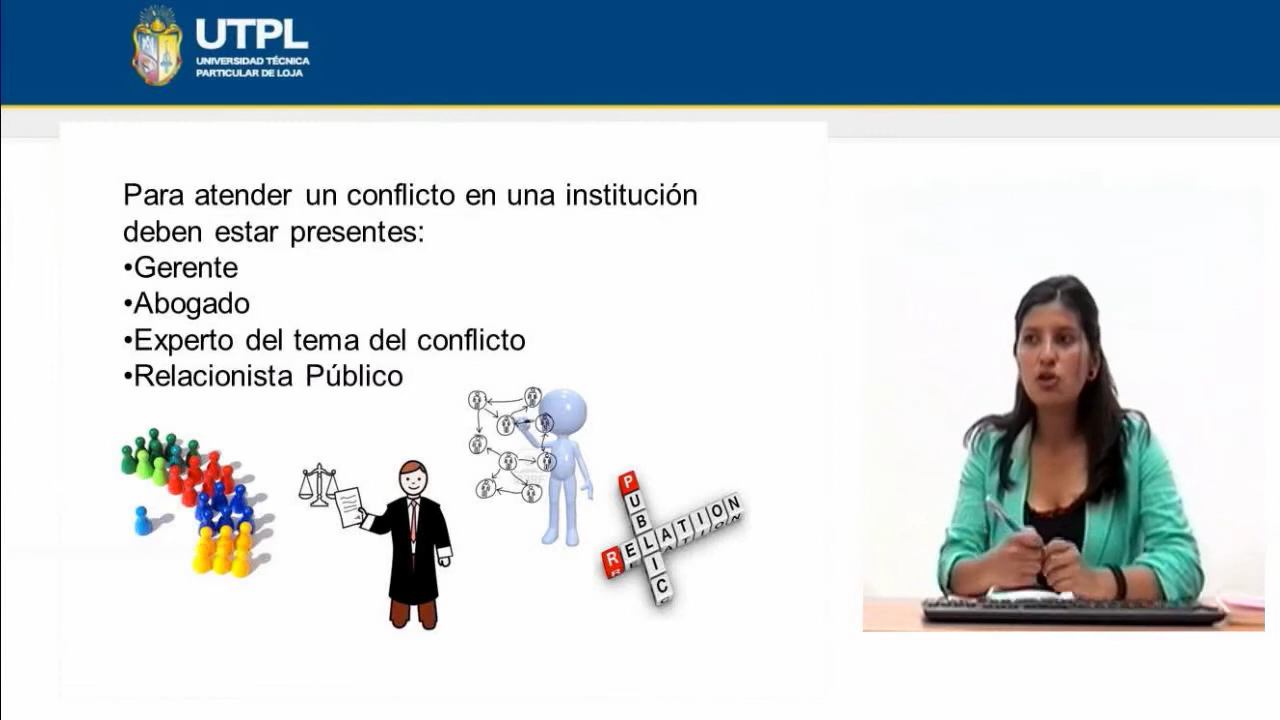 UTPL
UNIVERSIDAD TÉCNICA
PARTICULAR DE LOJA
Para atender un conflicto en una institución
deben estar presentes:
•Gerente
•Abogado
•Experto del tema del conflicto
•Relacionista Público
PUBLIC
RELATION